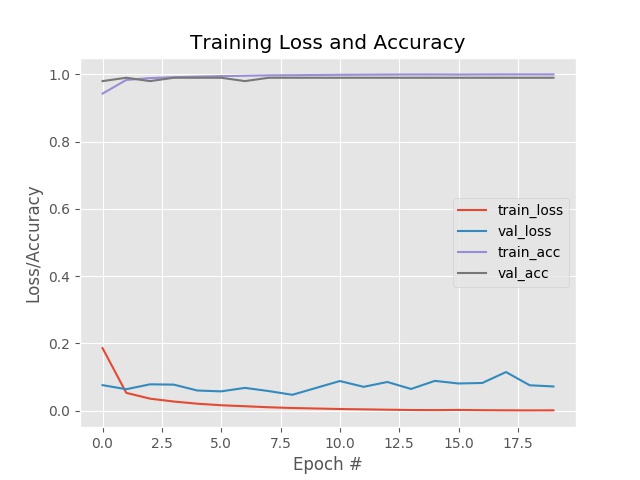 Training Loss and Accuracy
Loss/Accuracy
1.0
0.8
0.6
0.4
0.2
0.0
train_loss
val_loss
train_acc
val_acc
0.0 2.5 5.0 7.5 10.0 12.5 15.0 17.5
Epoch #